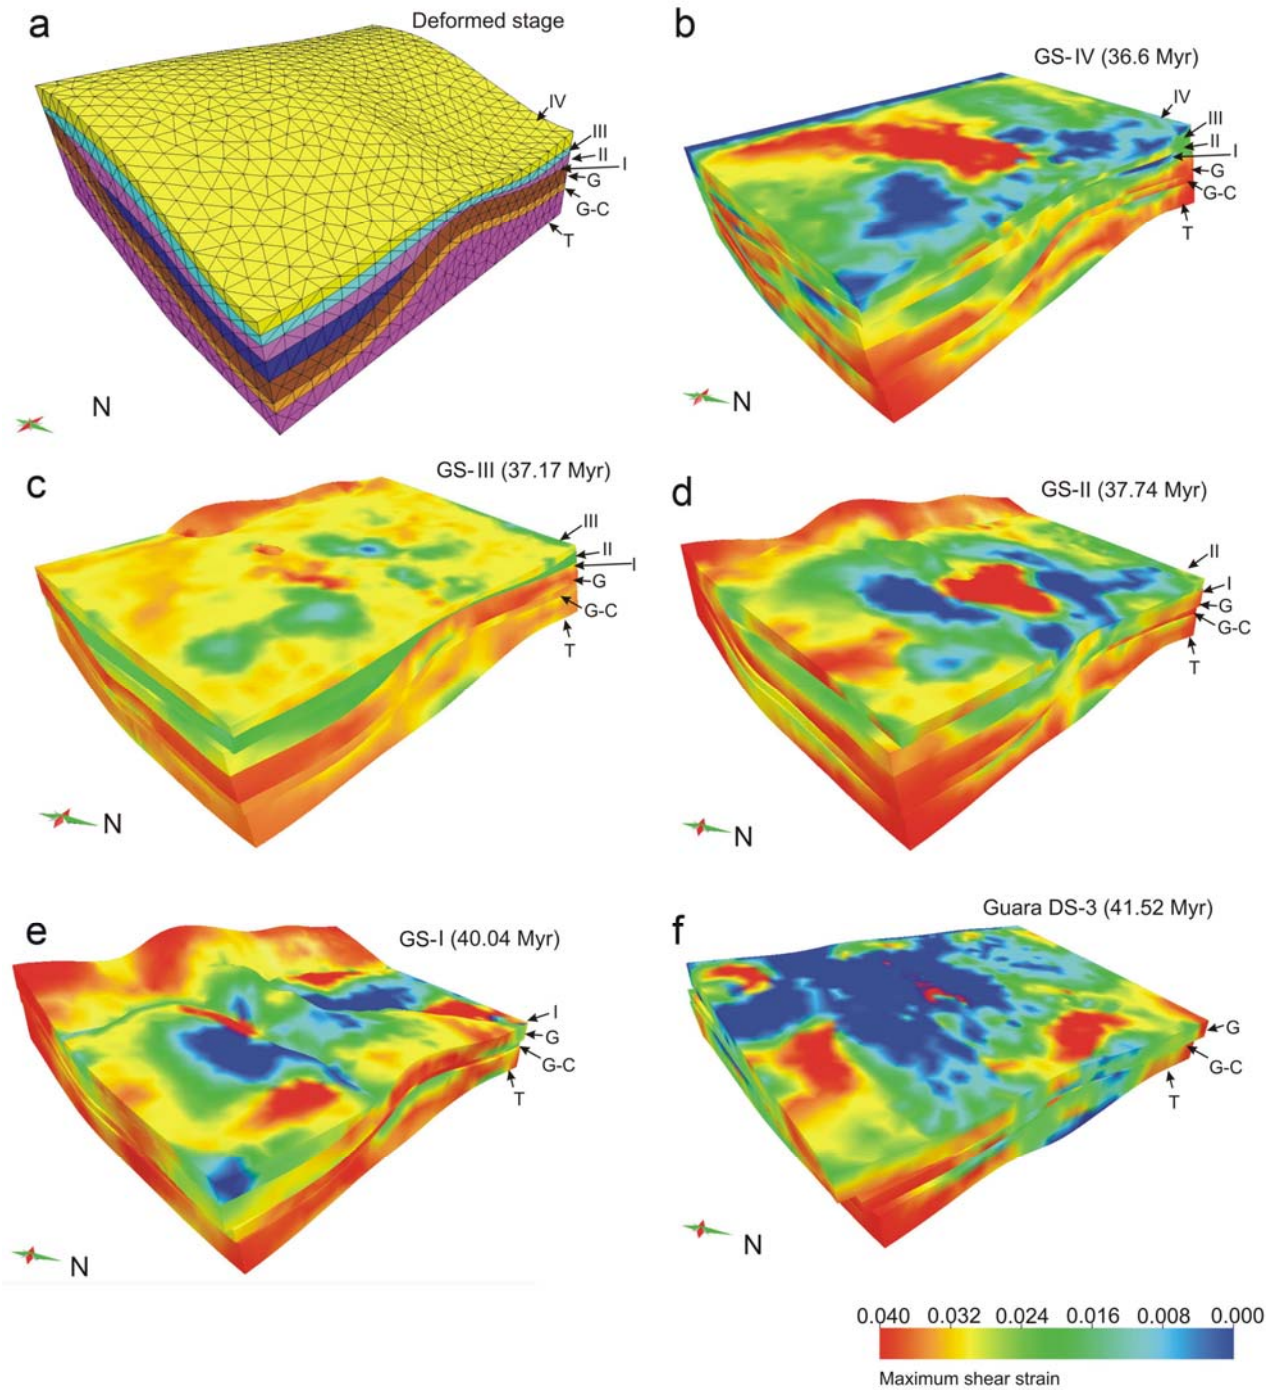 a
Deformed stage
IV
III
II
I
G
G-C
T
N
b
GS-IV (36.6 Myr)
IV
III
II
I
G
G-C
T
N
c
GS-III (37.17 Myr)
III
II
I
G
G-C
T
N
d
GS-II (37.74 Myr)
II
I
G
G-C
T
N
e
GS-I (40.04 Myr)
I
G
G-C
T
N
f
Guara DS-3 (41.52 Myr)
G
G-C
T
N
0.040 0.032 0.024 0.016 0.008 0.000
Maximum shear strain